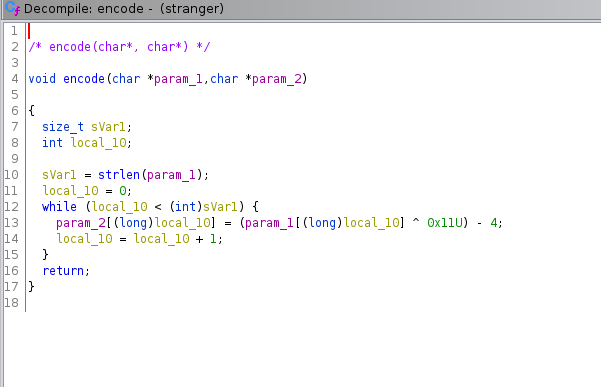 Decompile: encode - (stranger)
1
2 /* encode(char*, char*) */
3
4 void encode(char *param_1,char *param_2)
5
6 {
7   size_t sVar1;
8   int local_10;
9
10   sVar1 = strlen(param_1);
11   local_10 = 0;
12   while (local_10 < (int)sVar1) {
13     param_2[(long)local_10] = (param_1[(long)local_10] ^ 0x11U) - 4;
14     local_10 = local_10 + 1;
15   }
16   return;
17 }
18